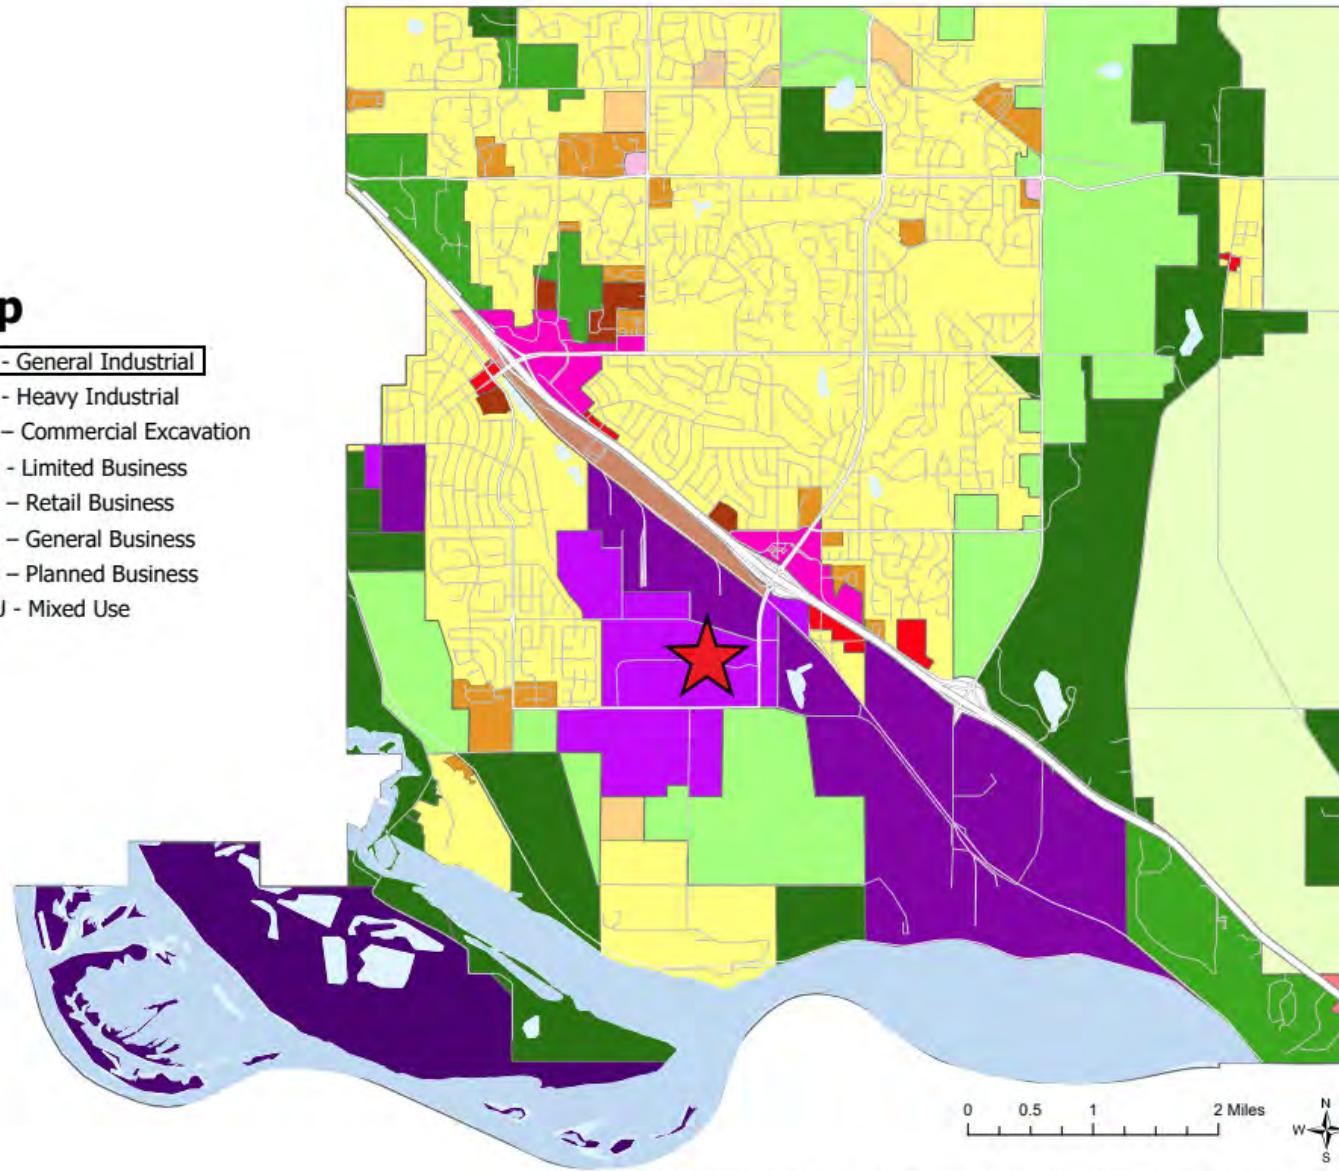 p
- General Industrial
- Heavy Industrial
– Commercial Excavation
- Limited Business
– Retail Business
– General Business
– Planned Business
J - Mixed Use
0 0.5 1 2 Miles
N
W
S